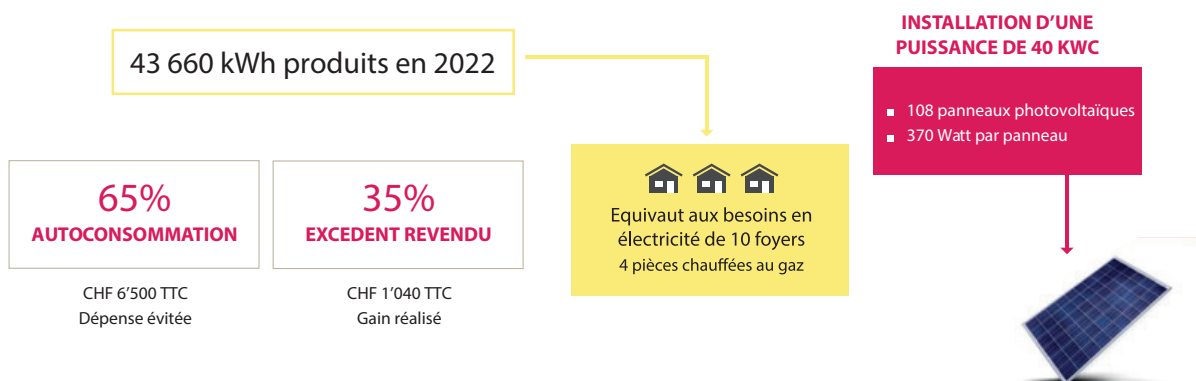 43 660 kWh produits en 2022
65%
AUTOCONSOMMATION
CHF 6’500 TTC
Dépense évitée
35%
EXCEDENT REVENDU
CHF 1’040 TTC
Gain réalisé
Equivaut aux besoins en
électricité de 10 foyers
4 pièces chauffées au gaz
INSTALLATION D’UNE
PUISSANCE DE 40 KWC
108 panneaux photovoltaïques
370 Watt par panneau